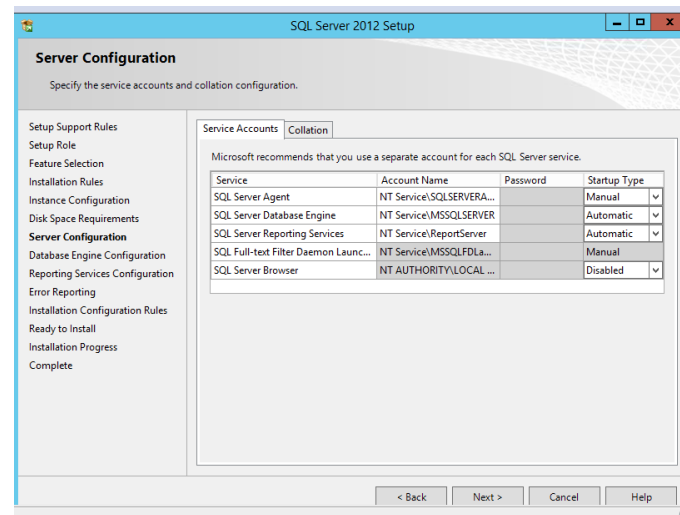 SQL Server 2012 Setup
Server Configuration
Specify the service accounts and collation configuration.
Setup Support Rules
Setup Role
Feature Selection
Installation Rules
Instance Configuration
Disk Space Requirements
Server Configuration
Database Engine Configuration
Reporting Services Configuration
Error Reporting
Installation Configuration Rules
Ready to Install
Installation Progress
Complete
Service Accounts Collation
Microsoft recommends that you use a separate account for each SQL Server service.
Service Account Name Password Startup Type
SQL Server Agent NT Service\SQLSERVERA... Manual
SQL Server Database Engine NT Service\MSSQLSERVER Automatic
SQL Server Reporting Services NT Service\ReportServer Automatic
SQL Full-text Filter Daemon Launc... NT Service\MSSQLFDLa... Manual
SQL Server Browser NT AUTHORITY\LOCAL ... Disabled
< Back Next > Cancel Help